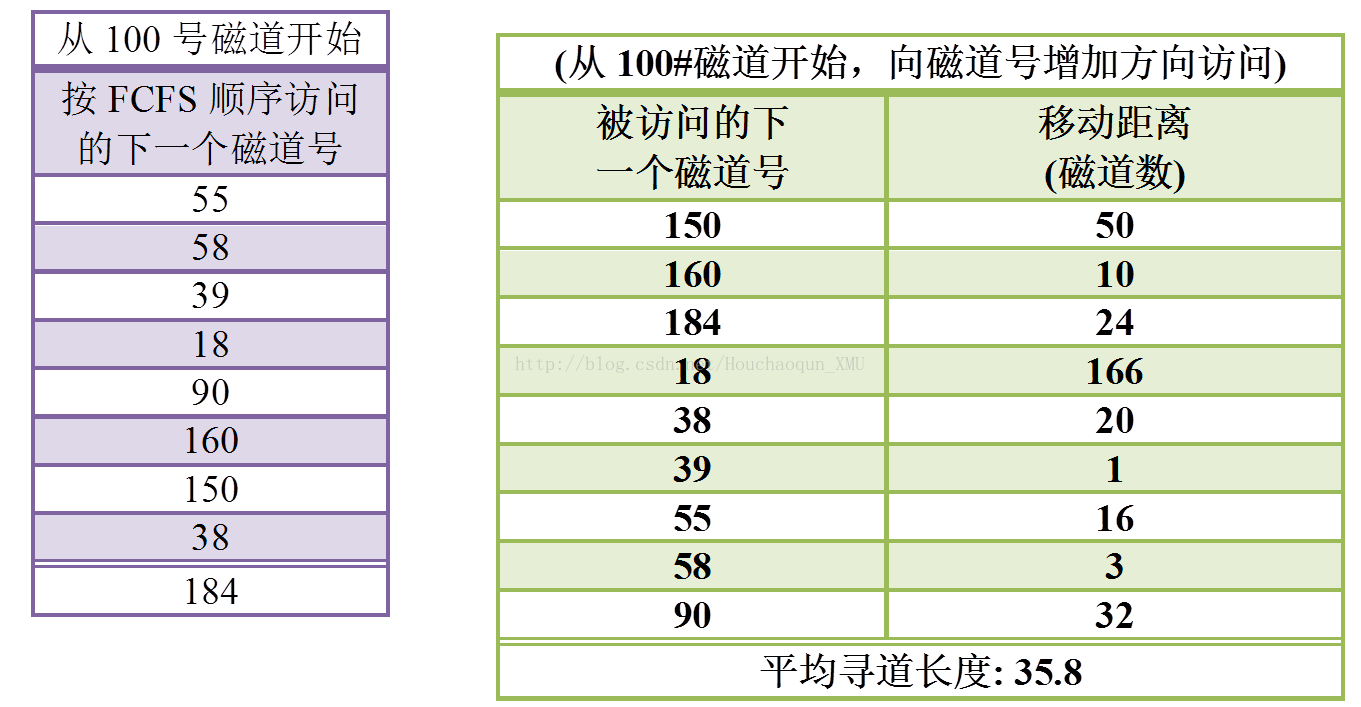 从 100 号磁道开始
按 FCFS 顺序访问
的下一个磁道号
55
58
39
18
90
160
150
38
184
(从 100#磁道开始，向磁道号增加方向访问)
被访问的下
一个磁道号
移动距离
(磁道数)
150 50
160 10
184 24
http://blog.csdn.net/Houchaoqun_XMU
18 166
38 20
39 1
55 16
58 3
90 32
平均寻道长度: 35.8